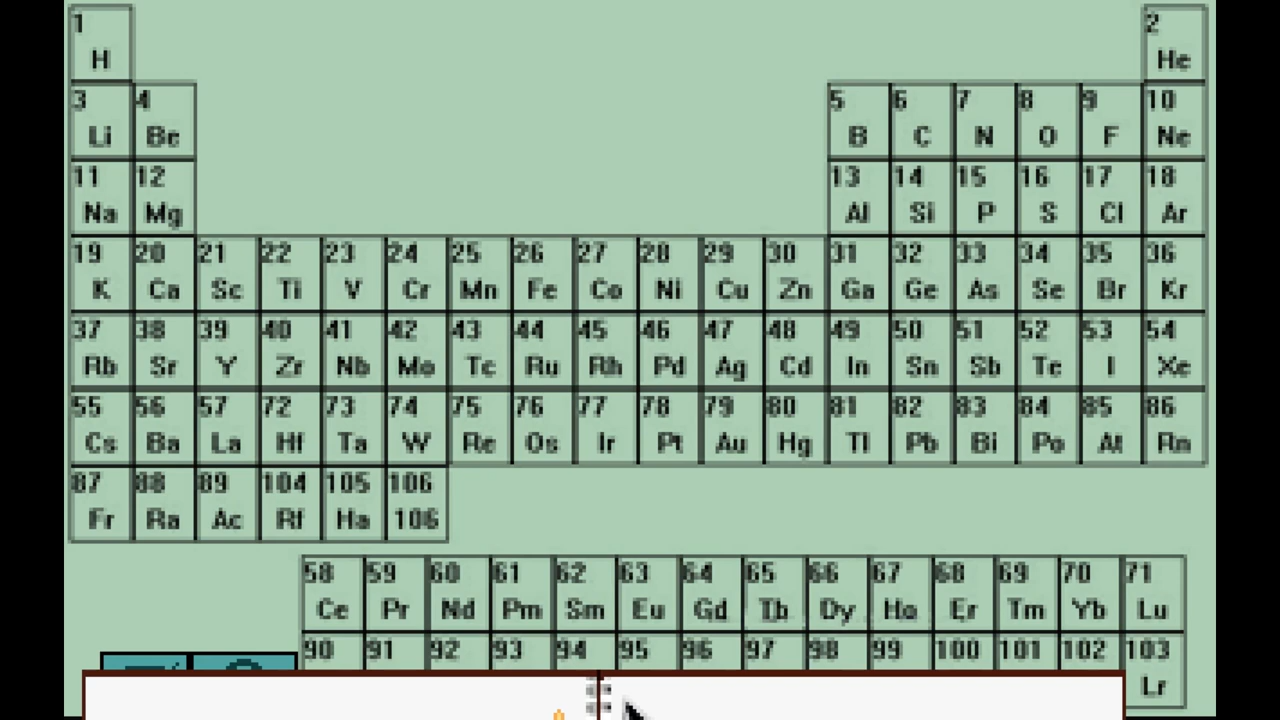 1 2
H He
3 4 5 6 7 8 9 10
Li Be B C N O F Ne
11 12 13 14 15 16 17 18
Na Mg Al Si P S Cl Ar
19 20 21 22 23 24 25 26 27 28 29 30 31 32 33 34 35 36
K Ca Sc Ti V Cr Mn Fe Co Ni Cu Zn Ga Ge As Se Br Kr
37 38 39 40 41 42 43 44 45 46 47 48 49 50 51 52 53 54
Rb Sr Y Zr Nb Mo Tc Ru Rh Pd Ag Cd In Sn Sb Te I Xe
55 56 57 72 73 74 75 76 77 78 79 80 81 82 83 84 85 86
Cs Ba La Hf Ta W Re Os Ir Pt Au Hg Tl Pb Bi Po At Rn
87 88 89 104 105 106
Fr Ra Ac Rf Ha 106
58 59 60 61 62 63 64 65 66 67 68 69 70 71
Ce Pr Nd Pm Sm Eu Gd Tb Dy Ho Er Tm Yb Lu
90 91 92 93 94 95 96 97 98 99 100 101 102 103
Lr